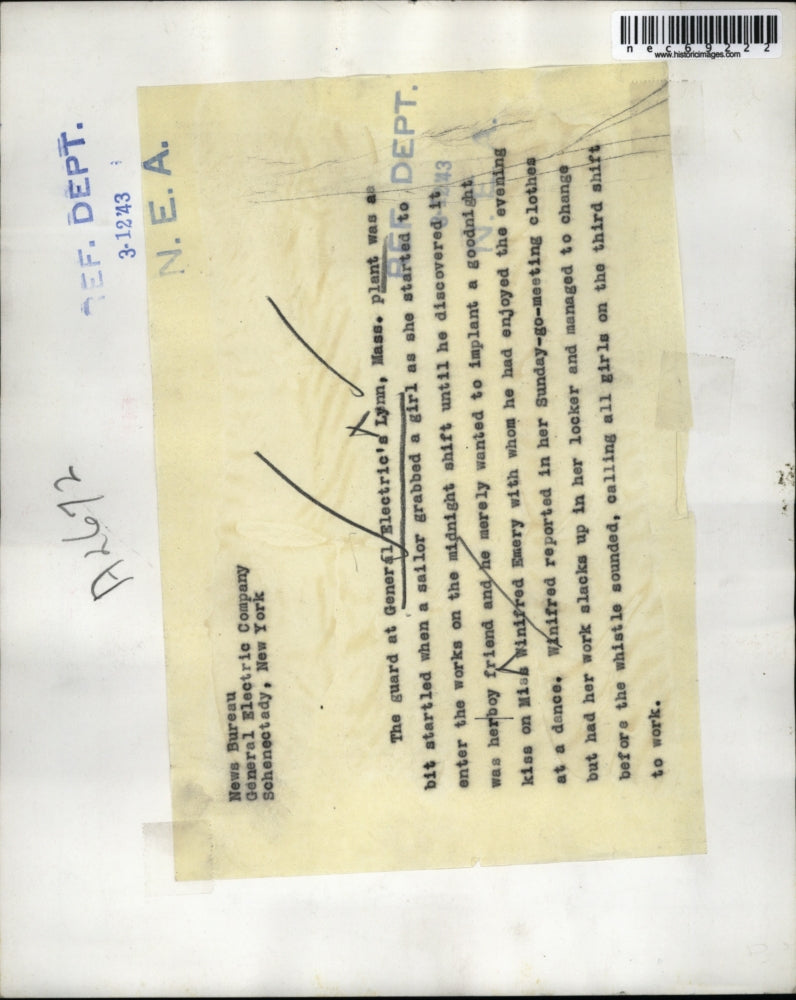 nec69222
www.historicimages.com
REF. DEPT.
3-12'43
N. E. A.
REF. DEPT.
N. E. A.
News Bureau
General Electric Company
Schenectady, New York
The guard at General Electric's Lynn, Mass. plant was as
bit startled when a sailor grabbed a girl as she started to
enter the works on the midnight shift until he discovered it
was herboy friend and he merely wanted to implant a goodnight
kiss on Miss Winifred Emery with whom he had enjoyed the evening
at a dance. Winifred reported in her Sunday-go-meeting clothes
but had her work slacks up in her locker and managed to change
before the whistle sounded, calling all girls on the third shift
to work.